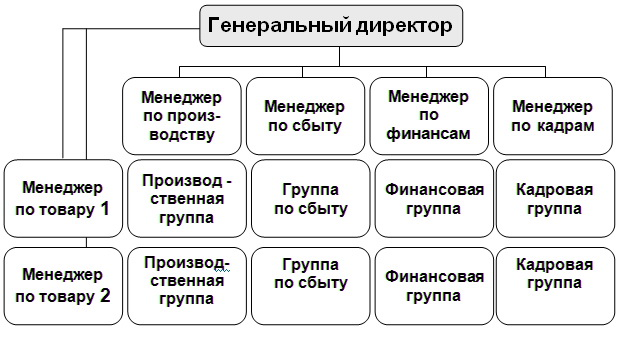 Генеральный директор
Менеджер
по произ-
водству
Менеджер
по сбыту
Менеджер
по
финансам
Менеджер
по кадрам
Менеджер
по товару 1
Производ -
ственная
группа
Группа
по сбыту
Финансовая
группа
Кадровая
группа
Менеджер
по товару 2
Производ-
ственная
группа
Группа
по сбыту
Финансовая
группа
Кадровая
группа